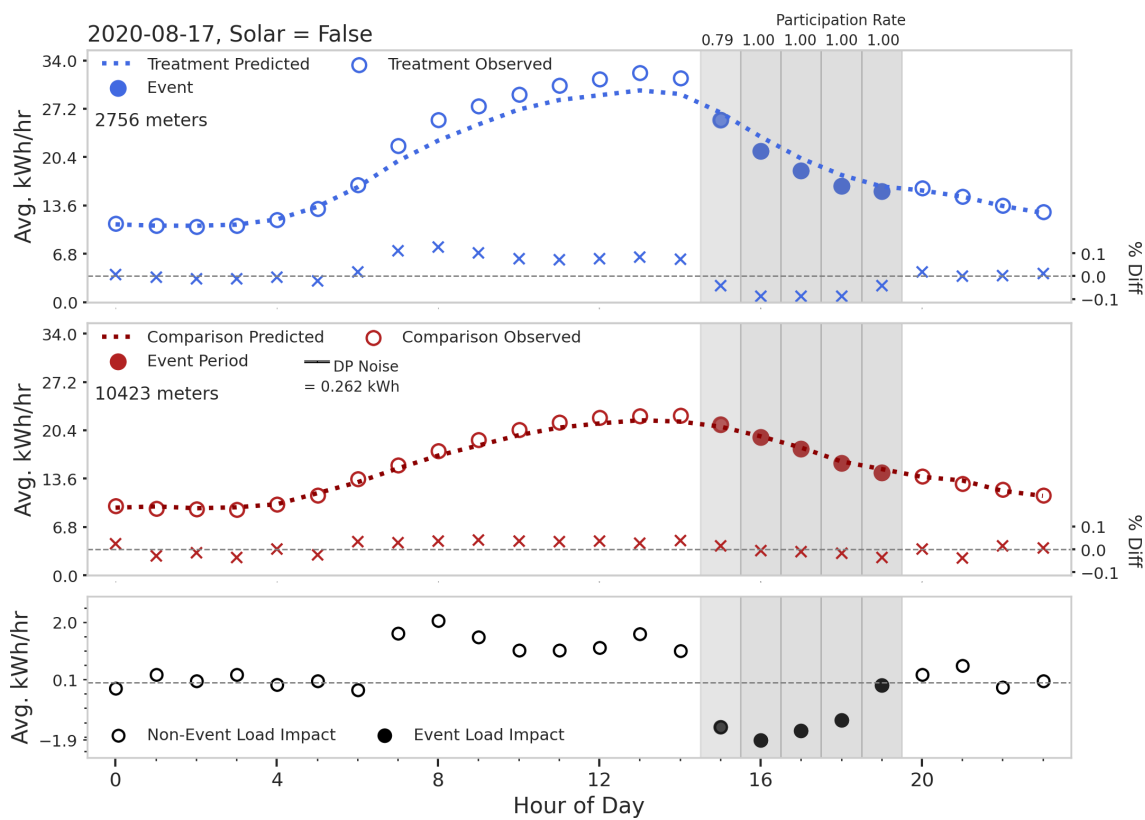 Participation Rate
2020-08-17, Solar = False
0.79 1.00 1.00 1.00 1.00
34.0
27.2
20.4
13.6
6.8
0.0
Avg. kWh/hr
Treatment Predicted
Treatment Observed
Event
2756 meters
0.1
0.0
−0.1
% Diff
34.0
27.2
20.4
13.6
6.8
0.0
Avg. kWh/hr
Comparison Predicted
Comparison Observed
Event Period
DP Noise
= 0.262 kWh
10423 meters
0.1
0.0
−0.1
% Diff
2.0
0.1
−1.9
Avg. kWh/hr
Non-Event Load Impact
Event Load Impact
0 4 8 12 16 20
Hour of Day